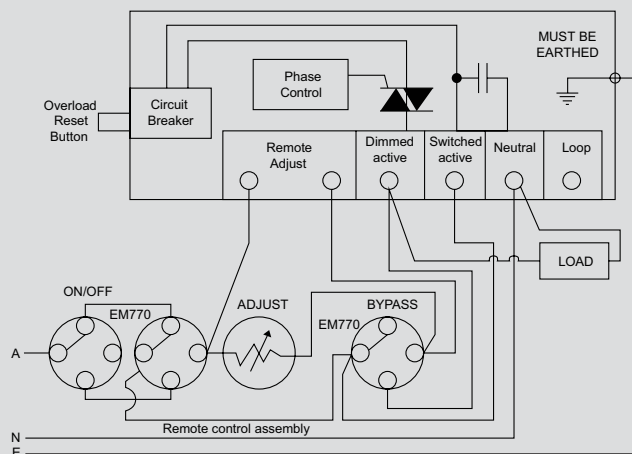 MUST BE
EARTHED
Phase
Control
Circuit
Breaker
Overload
Reset
Button
Remote
Adjust
Dimmed
active
Switched
active
Neutral
Loop
LOAD
ON/OFF
EM770
ADJUST
BYPASS
EM770
A
Remote control assembly
N
E